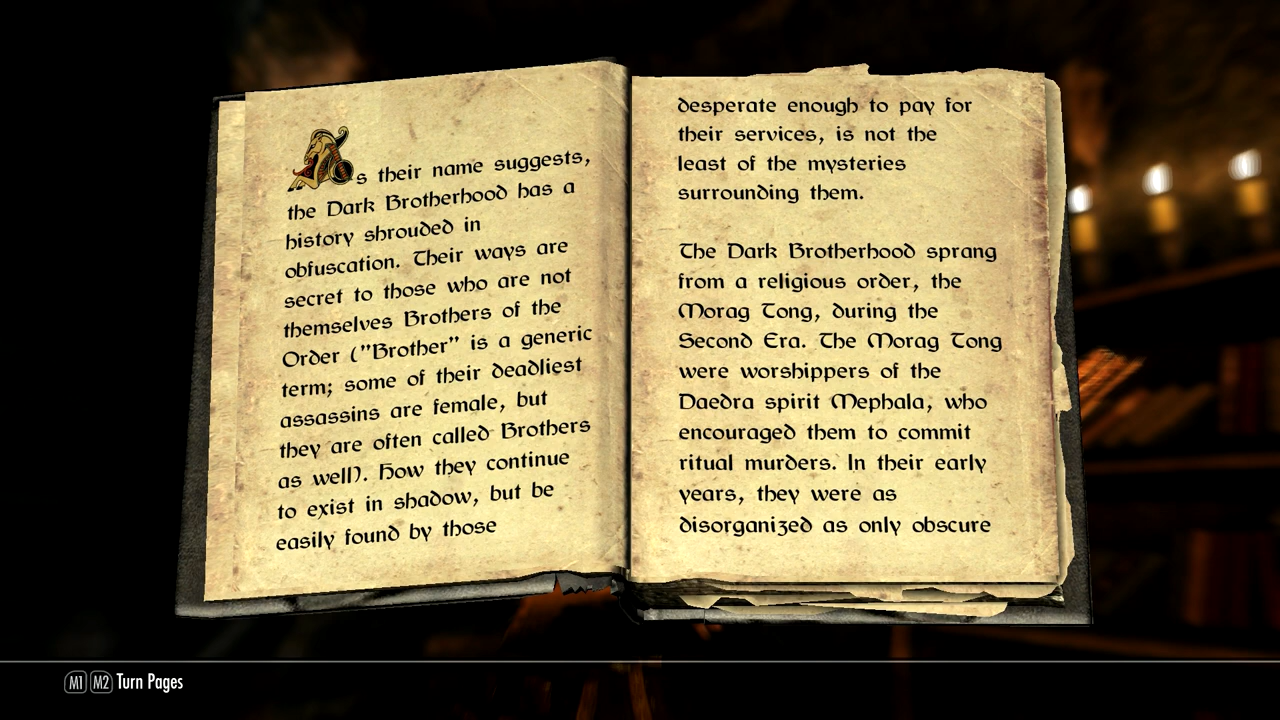 As their name suggests,
the Dark Brotherhood has a
history shrouded in
obfuscation. Their ways are
secret to those who are not
themselves Brothers of the
Order ("Brother" is a generic
term; some of their deadliest
assassins are female, but
they are often called Brothers
as well). How they continue
to exist in shadow, but be
easily found by those
desperate enough to pay for
their services, is not the
least of the mysteries
surrounding them.
The Dark Brotherhood sprang
from a religious order, the
Morag Tong, during the
Second Era. The Morag Tong
were worshippers of the
Daedra spirit Mephala, who
encouraged them to commit
ritual murders. In their early
years, they were as
disorganized as only obscure
M1 M2 Turn Pages